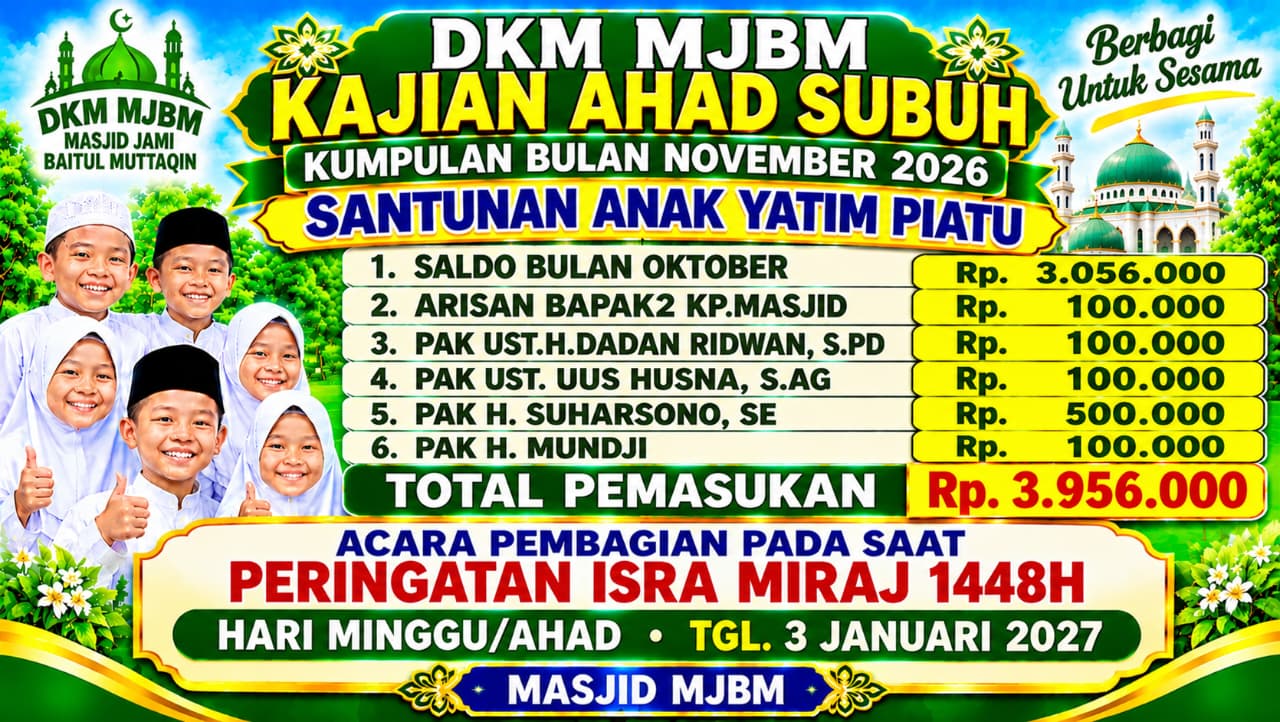 DKM MJBM
MASJID JAMI
BAITUL MUTTAQIN
DKM MJBM
KAJIAN AHAD SUBUH
KUMPULAN BULAN NOVEMBER 2026
SANTUNAN ANAK YATIM PIATU
Berbagi
Untuk Sesama
1. SALDO BULAN OKTOBER Rp. 3.056.000
2. ARISAN BAPAK2 KP.MASJID Rp. 100.000
3. PAK UST.H.DADAN RIDWAN, S.PD Rp. 100.000
4. PAK UST. UUS HUSNA, S.AG Rp. 100.000
5. PAK H. SUHARSONO, SE Rp. 500.000
6. PAK H. MUNDJI Rp. 100.000
TOTAL PEMASUKAN Rp. 3.956.000
ACARA PEMBAGIAN PADA SAAT
PERINGATAN ISRA MIRAJ 1448H
HARI MINGGU/AHAD • TGL. 3 JANUARI 2027
MASJID MJBM